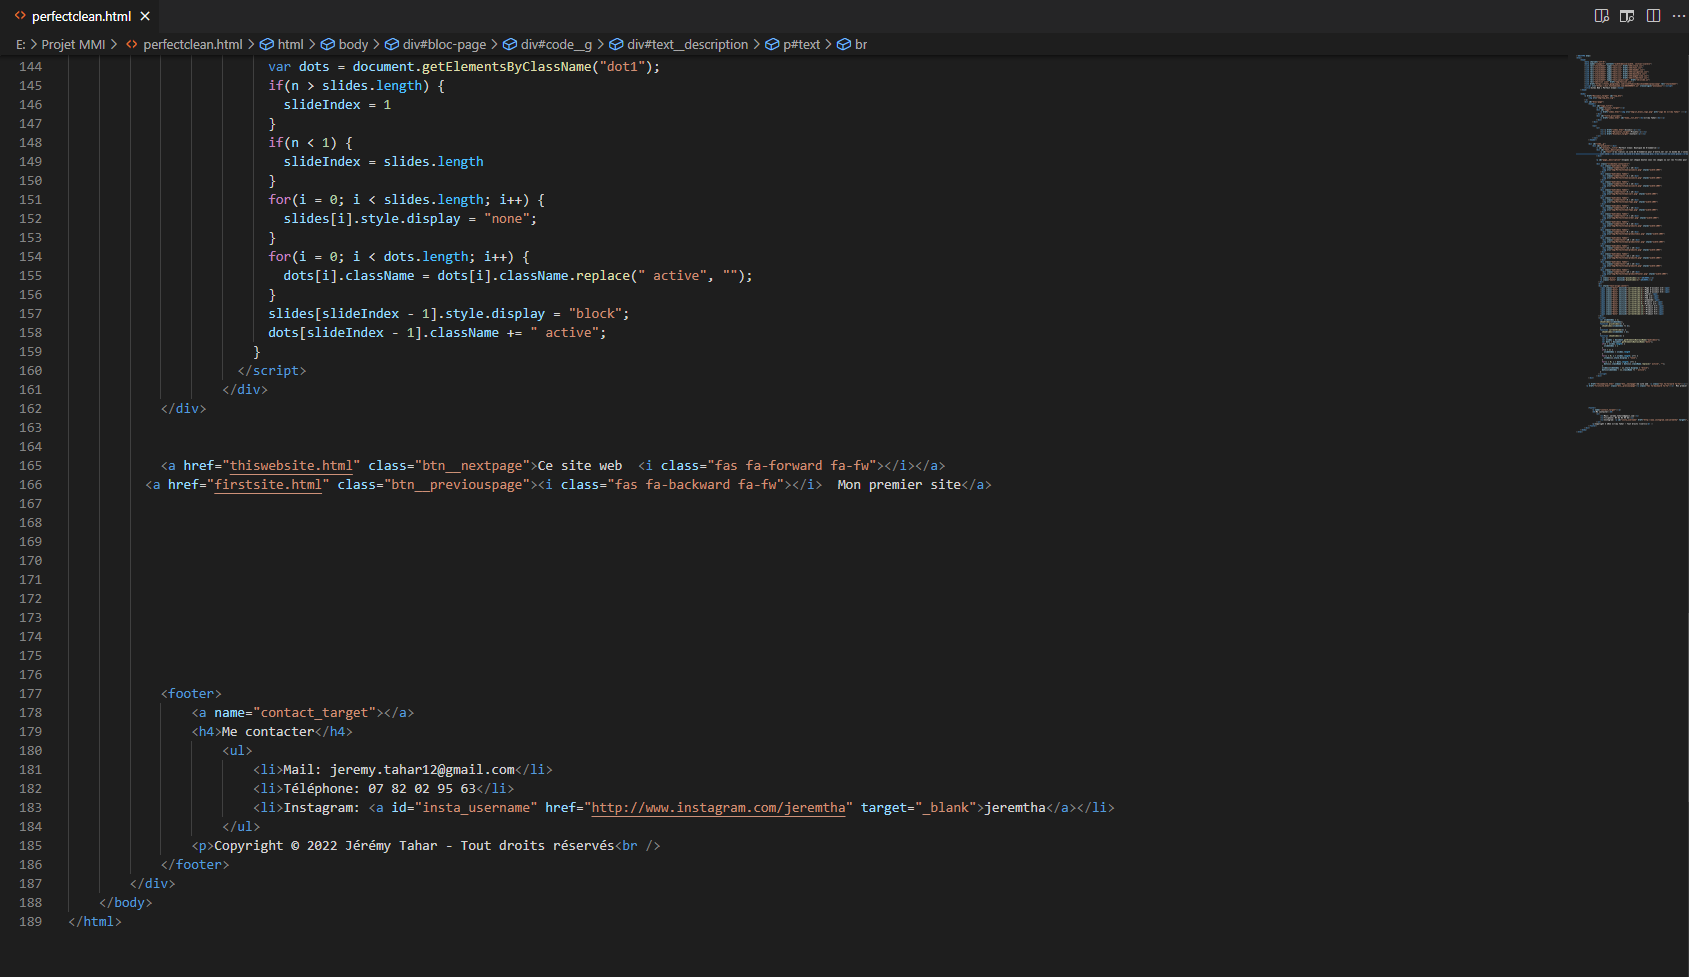 perfectclean.html
E: > Projet MMI > perfectclean.html > html > body > div#bloc-page > div#code__g > div#text__description > p#text > br
144 var dots = document.getElementsByClassName("dot1");
145 if(n > slides.length) {
146 slideIndex = 1
147 }
148 if(n < 1) {
149 slideIndex = slides.length
150 }
151 for(i = 0; i < slides.length; i++) {
152 slides[i].style.display = "none";
153 }
154 for(i = 0; i < dots.length; i++) {
155 dots[i].className = dots[i].className.replace(" active", "");
156 }
157 slides[slideIndex - 1].style.display = "block";
158 dots[slideIndex - 1].className += " active";
159 }
160 </script>
161 </div>
162 </div>
163
164
165 <a href="thiswebsite.html" class="btn__nextpage">Ce site web  <i class="fas fa-forward fa-fw"></i></a>
166 <a href="firstsite.html" class="btn__previouspage"><i class="fas fa-backward fa-fw"></i>  Mon premier site</a>
167
168
169
170
171
172
173
174
175
176
177 <footer>
178 <a name="contact_target"></a>
179 <h4>Me contacter</h4>
180 <ul>
181 <li>Mail: jeremy.tahar12@gmail.com</li>
182 <li>Téléphone: 07 82 02 95 63</li>
183 <li>Instagram: <a id="insta_username" href="http://www.instagram.com/jeremtha" target="_blank">jeremtha</a></li>
184 </ul>
185 <p>Copyright © 2022 Jérémy Tahar - Tout droits réservés<br />
186 </footer>
187 </div>
188 </body>
189 </html>